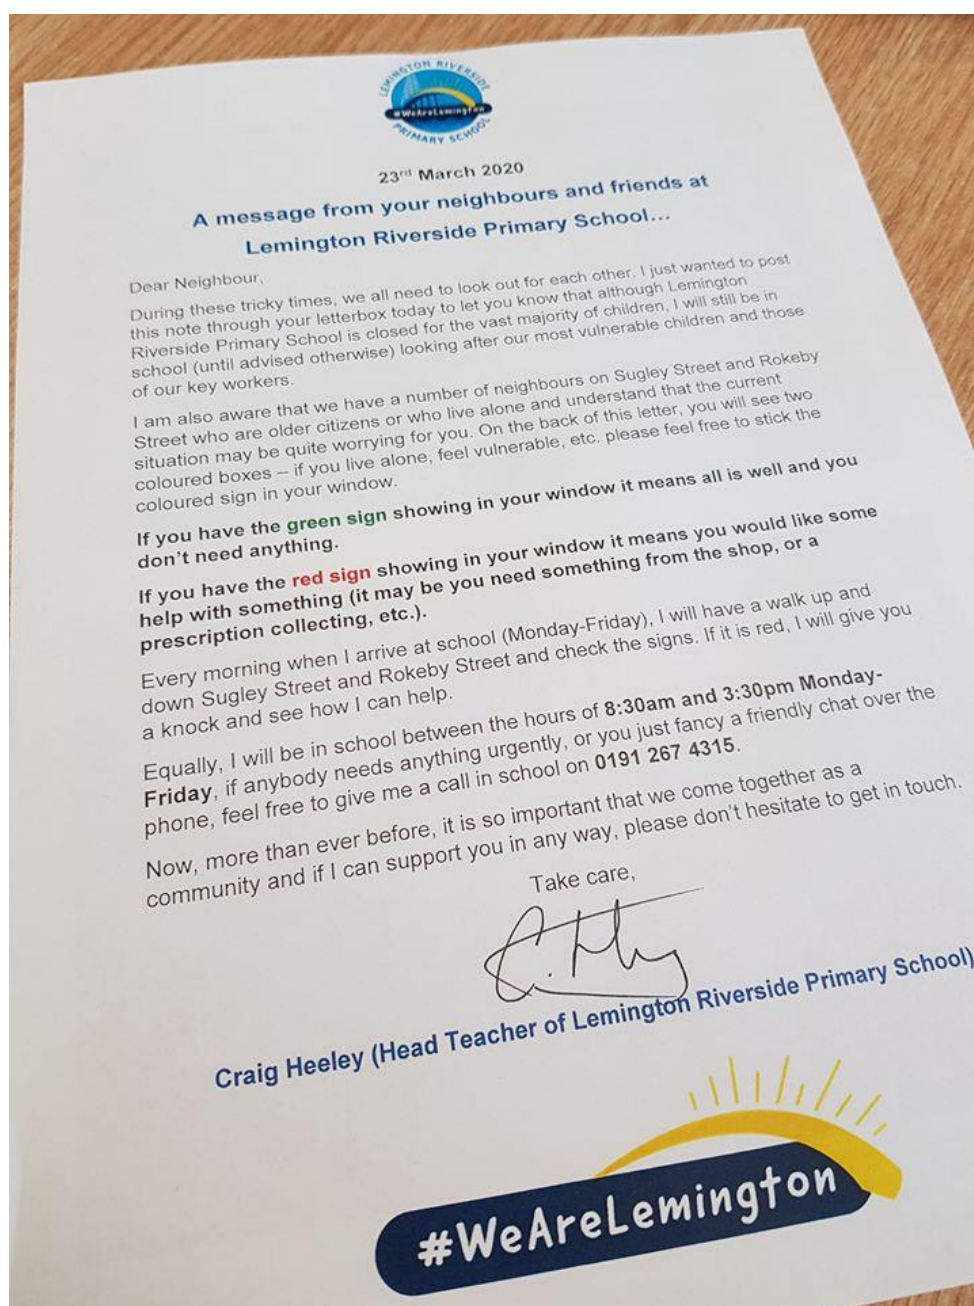 LEMINGTON RIVERSIDE
#WeAreLemington
PRIMARY SCHOOL
23rd March 2020
A message from your neighbours and friends at
Lemington Riverside Primary School...
Dear Neighbour,
During these tricky times, we all need to look out for each other. I just wanted to post
this note through your letterbox today to let you know that although Lemington
Riverside Primary School is closed for the vast majority of children, I will still be in
school (until advised otherwise) looking after our most vulnerable children and those
of our key workers.
I am also aware that we have a number of neighbours on Sugley Street and Rokeby
Street who are older citizens or who live alone and understand that the current
situation may be quite worrying for you. On the back of this letter, you will see two
coloured boxes – if you live alone, feel vulnerable, etc. please feel free to stick the
coloured sign in your window.
If you have the green sign showing in your window it means all is well and you
don't need anything.
If you have the red sign showing in your window it means you would like some
help with something (it may be you need something from the shop, or a
prescription collecting, etc.).
Every morning when I arrive at school (Monday-Friday), I will have a walk up and
down Sugley Street and Rokeby Street and check the signs. If it is red, I will give you
a knock and see how I can help.
Equally, I will be in school between the hours of 8:30am and 3:30pm Monday-
Friday, if anybody needs anything urgently, or you just fancy a friendly chat over the
phone, feel free to give me a call in school on 0191 267 4315.
Now, more than ever before, it is so important that we come together as a
community and if I can support you in any way, please don't hesitate to get in touch.
Take care,
Craig Heeley (Head Teacher of Lemington Riverside Primary School)
#WeAreLemington